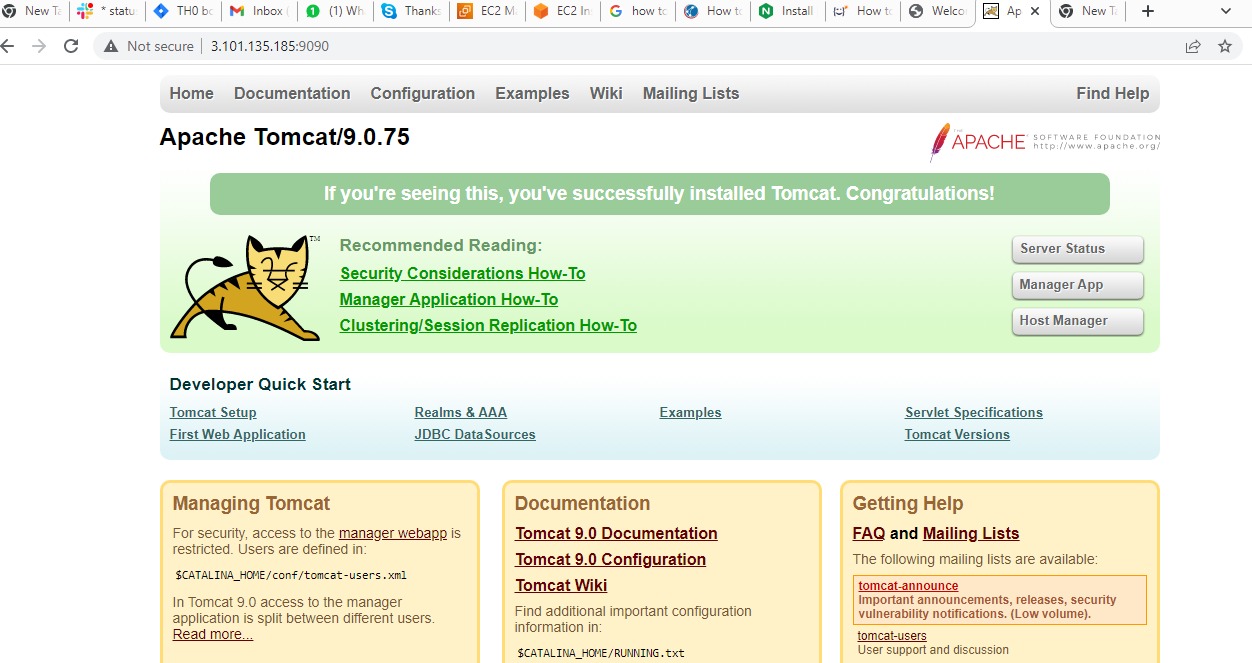 New Ta
* statu
TH0 bo
Inbox (
(1) Wh
Thanks
EC2 M
EC2 In
how to
How to
Install
How to
Welco
Ap
New Ta
Not secure
3.101.135.185:9090
Home Documentation Configuration Examples Wiki Mailing Lists Find Help
Apache Tomcat/9.0.75
THE APACHE SOFTWARE FOUNDATION
http://www.apache.org/
If you're seeing this, you've successfully installed Tomcat. Congratulations!
TM
Recommended Reading:
Security Considerations How-To
Manager Application How-To
Clustering/Session Replication How-To
Server Status
Manager App
Host Manager
Developer Quick Start
Tomcat Setup
First Web Application
Realms & AAA
JDBC DataSources
Examples
Servlet Specifications
Tomcat Versions
Managing Tomcat
For security, access to the manager webapp is
restricted. Users are defined in:
$CATALINA_HOME/conf/tomcat-users.xml
In Tomcat 9.0 access to the manager
application is split between different users.
Read more...
Documentation
Tomcat 9.0 Documentation
Tomcat 9.0 Configuration
Tomcat Wiki
Find additional important configuration
information in:
$CATALINA_HOME/RUNNING.txt
Getting Help
FAQ and Mailing Lists
The following mailing lists are available:
tomcat-announce
Important announcements, releases, security
vulnerability notifications. (Low volume).
tomcat-users
User support and discussion